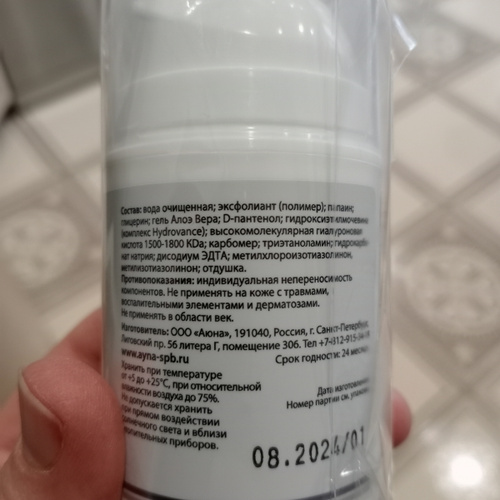 Состав: вода очищенная; эксфолиант (полимер); папаин;
глицерин; гель Алоэ Вера; D-пантенол; гидроксиэтилмочевина
(комплекс Hydrovance); высокомолекулярная гиалуроновая
кислота 1500-1800 KDa; карбомер; триэтаноламин; гидрокарбо-
нат натрия; дисодиум ЭДТА; метилхлороизотиазолинон,
метилизотиазолинон; отдушка.
Противопоказания: индивидуальная непереносимость
компонентов. Не применять на коже с травмами,
воспалительными элементами и дерматозами.
Не применять в области век.
Изготовитель: ООО «Аюна», 191040, Россия, г. Санкт-Петербург,
Лиговский пр. 56 литера Г, помещение 306. Тел +7-812-915-
www.ayna-spb.ru
Срок годности: 24 месяца
Хранить при температуре
от +5 до +25°С, при относительной
влажности воздуха до 75%.
Не допускается хранить
при прямом воздействии
солнечного света и вблизи
отопительных приборов.
Дата изготовления,
Номер партии см. упаковку
08.2024/01